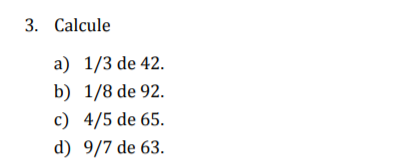 3. Calcule
a) 1/3 de 42.
b) 1/8 de 92.
c) 4/5 de 65.
d) 9/7 de 63.